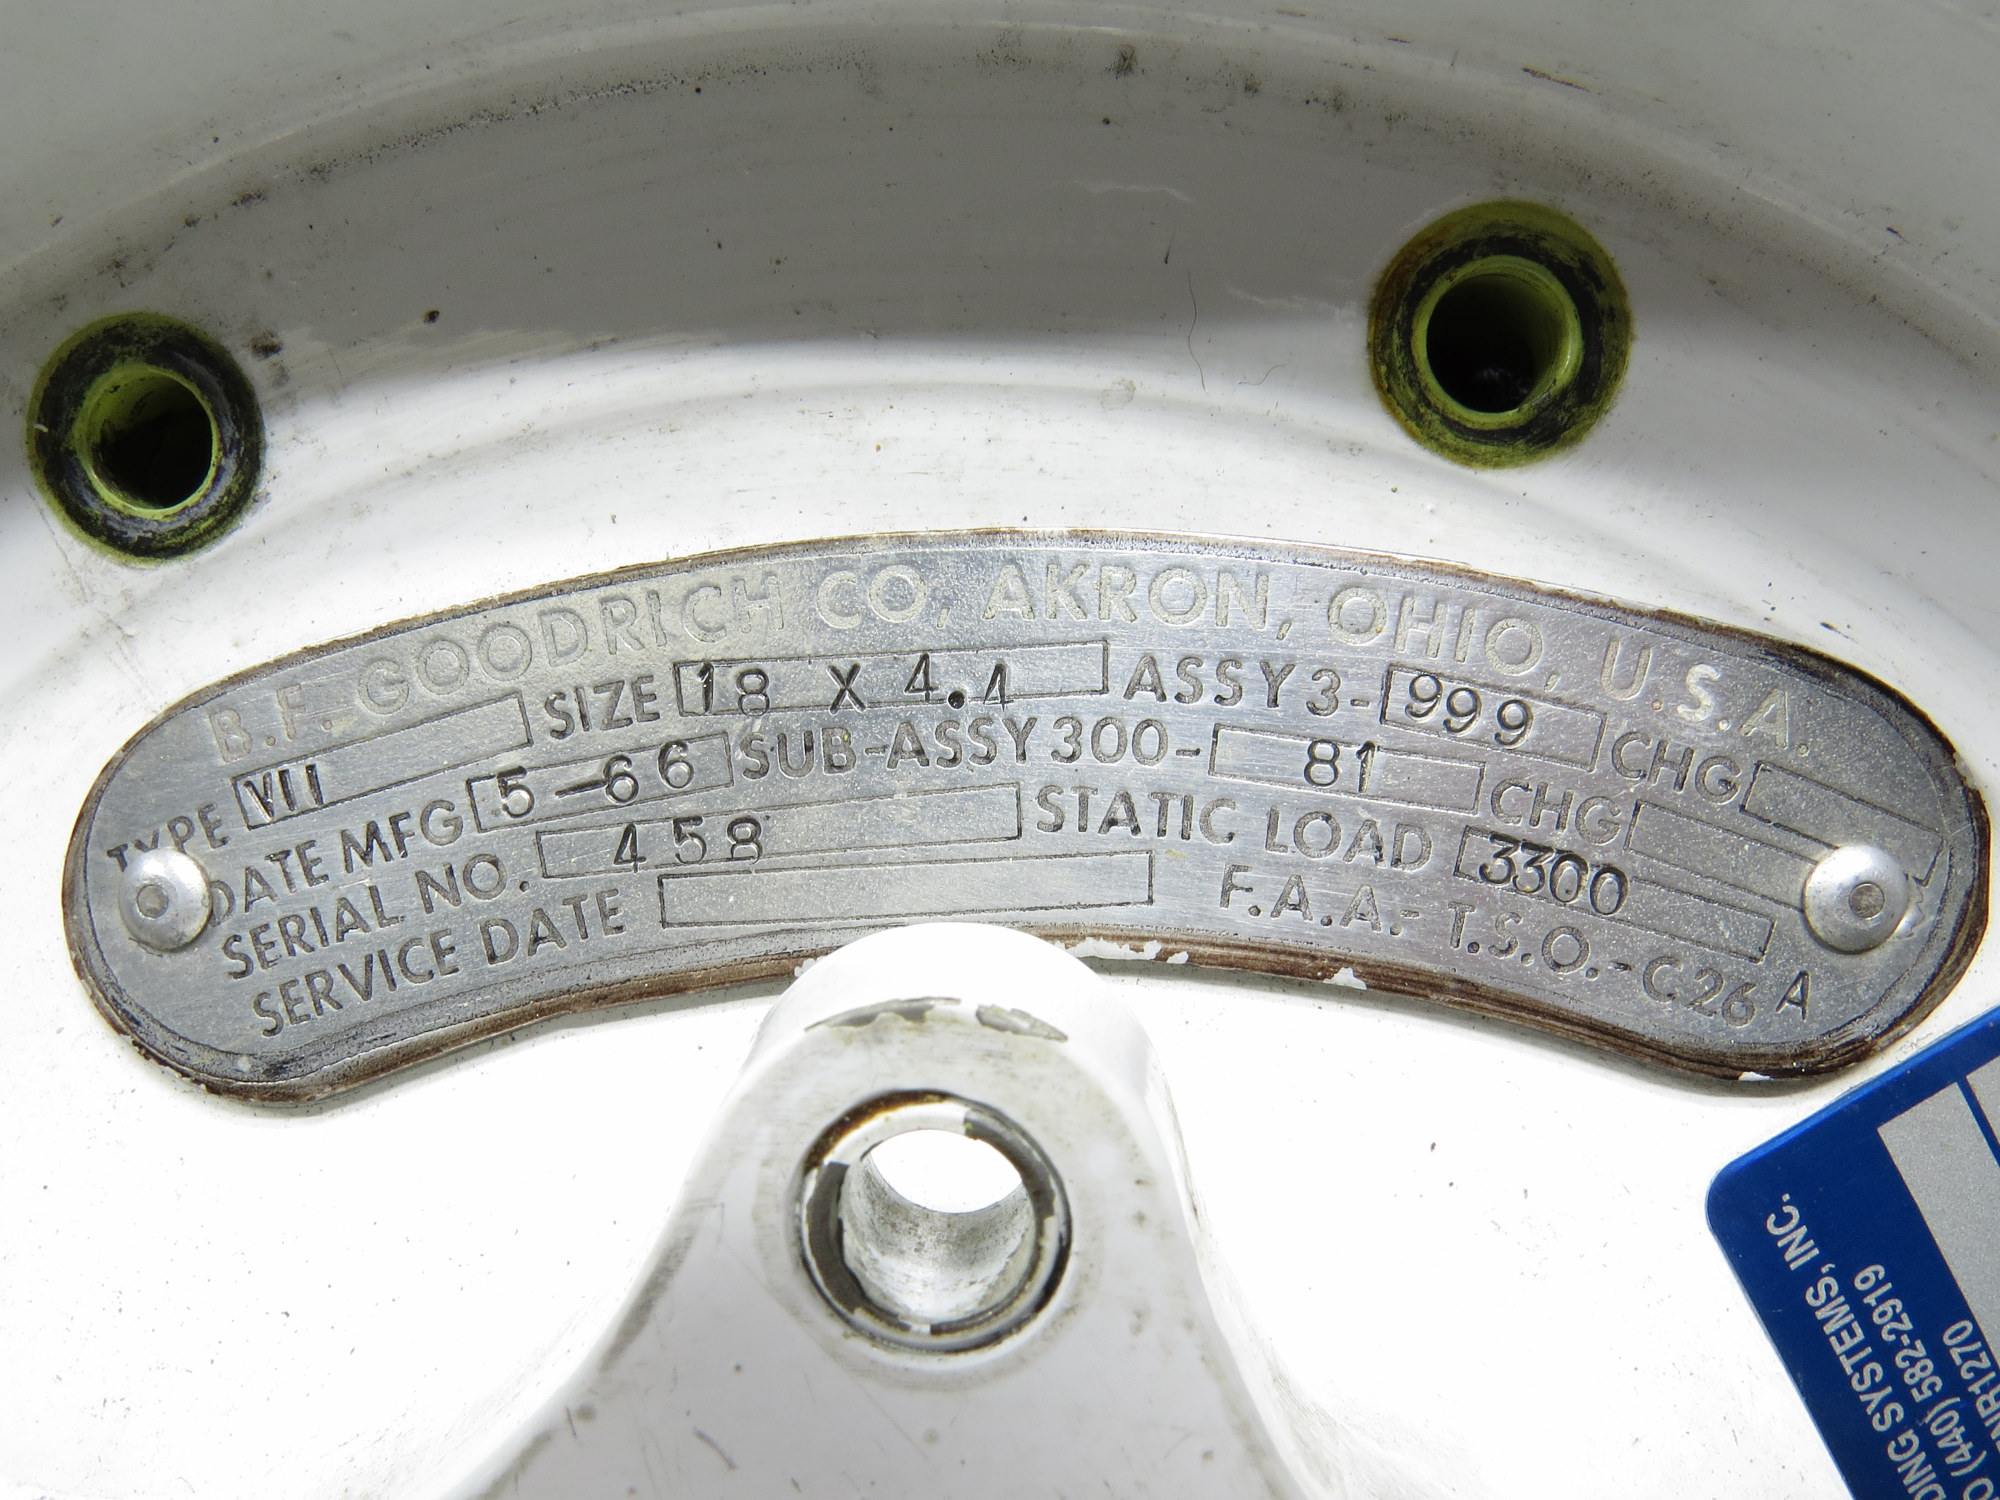 B.F. GOODRICH CO, AKRON, OHIO, U.S.A.
TYPE VII SIZE 18 X 4.4 ASSY 3-999 CHG
DATE MFG 5-66 SUB-ASSY 300-81 CHG
SERIAL NO. 458 STATIC LOAD 3300
SERVICE DATE F.A.A.- T.S.O.-C26 A
SYSTEMS, INC.
(440) 582-2919